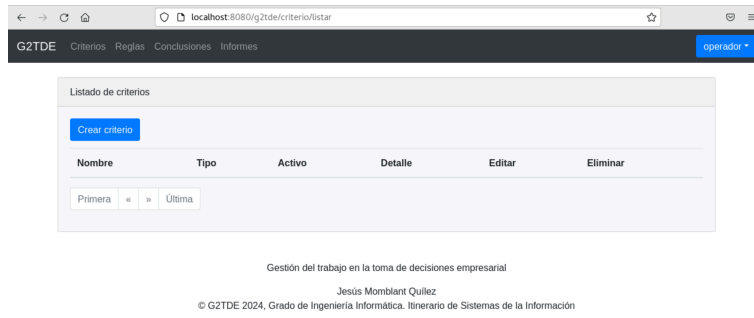 localhost:8080/g2tde/criterio/listar
G2TDE Criterios Reglas Conclusiones Informes operador
Listado de criterios
Crear criterio
Nombre Tipo Activo Detalle Editar Eliminar
Primera « » Última
Gestión del trabajo en la toma de decisiones empresarial
Jesús Momblant Quílez
© G2TDE 2024, Grado de Ingeniería Informática. Itinerario de Sistemas de la Información